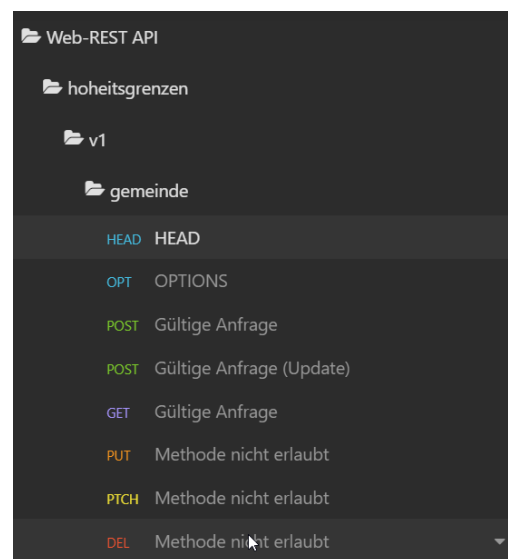 Web-REST API
hoheitsgrenzen
v1
gemeinde
HEAD HEAD
OPT OPTIONS
POST Gültige Anfrage
POST Gültige Anfrage (Update)
GET Gültige Anfrage
PUT Methode nicht erlaubt
PTCH Methode nicht erlaubt
DEL Methode nicht erlaubt